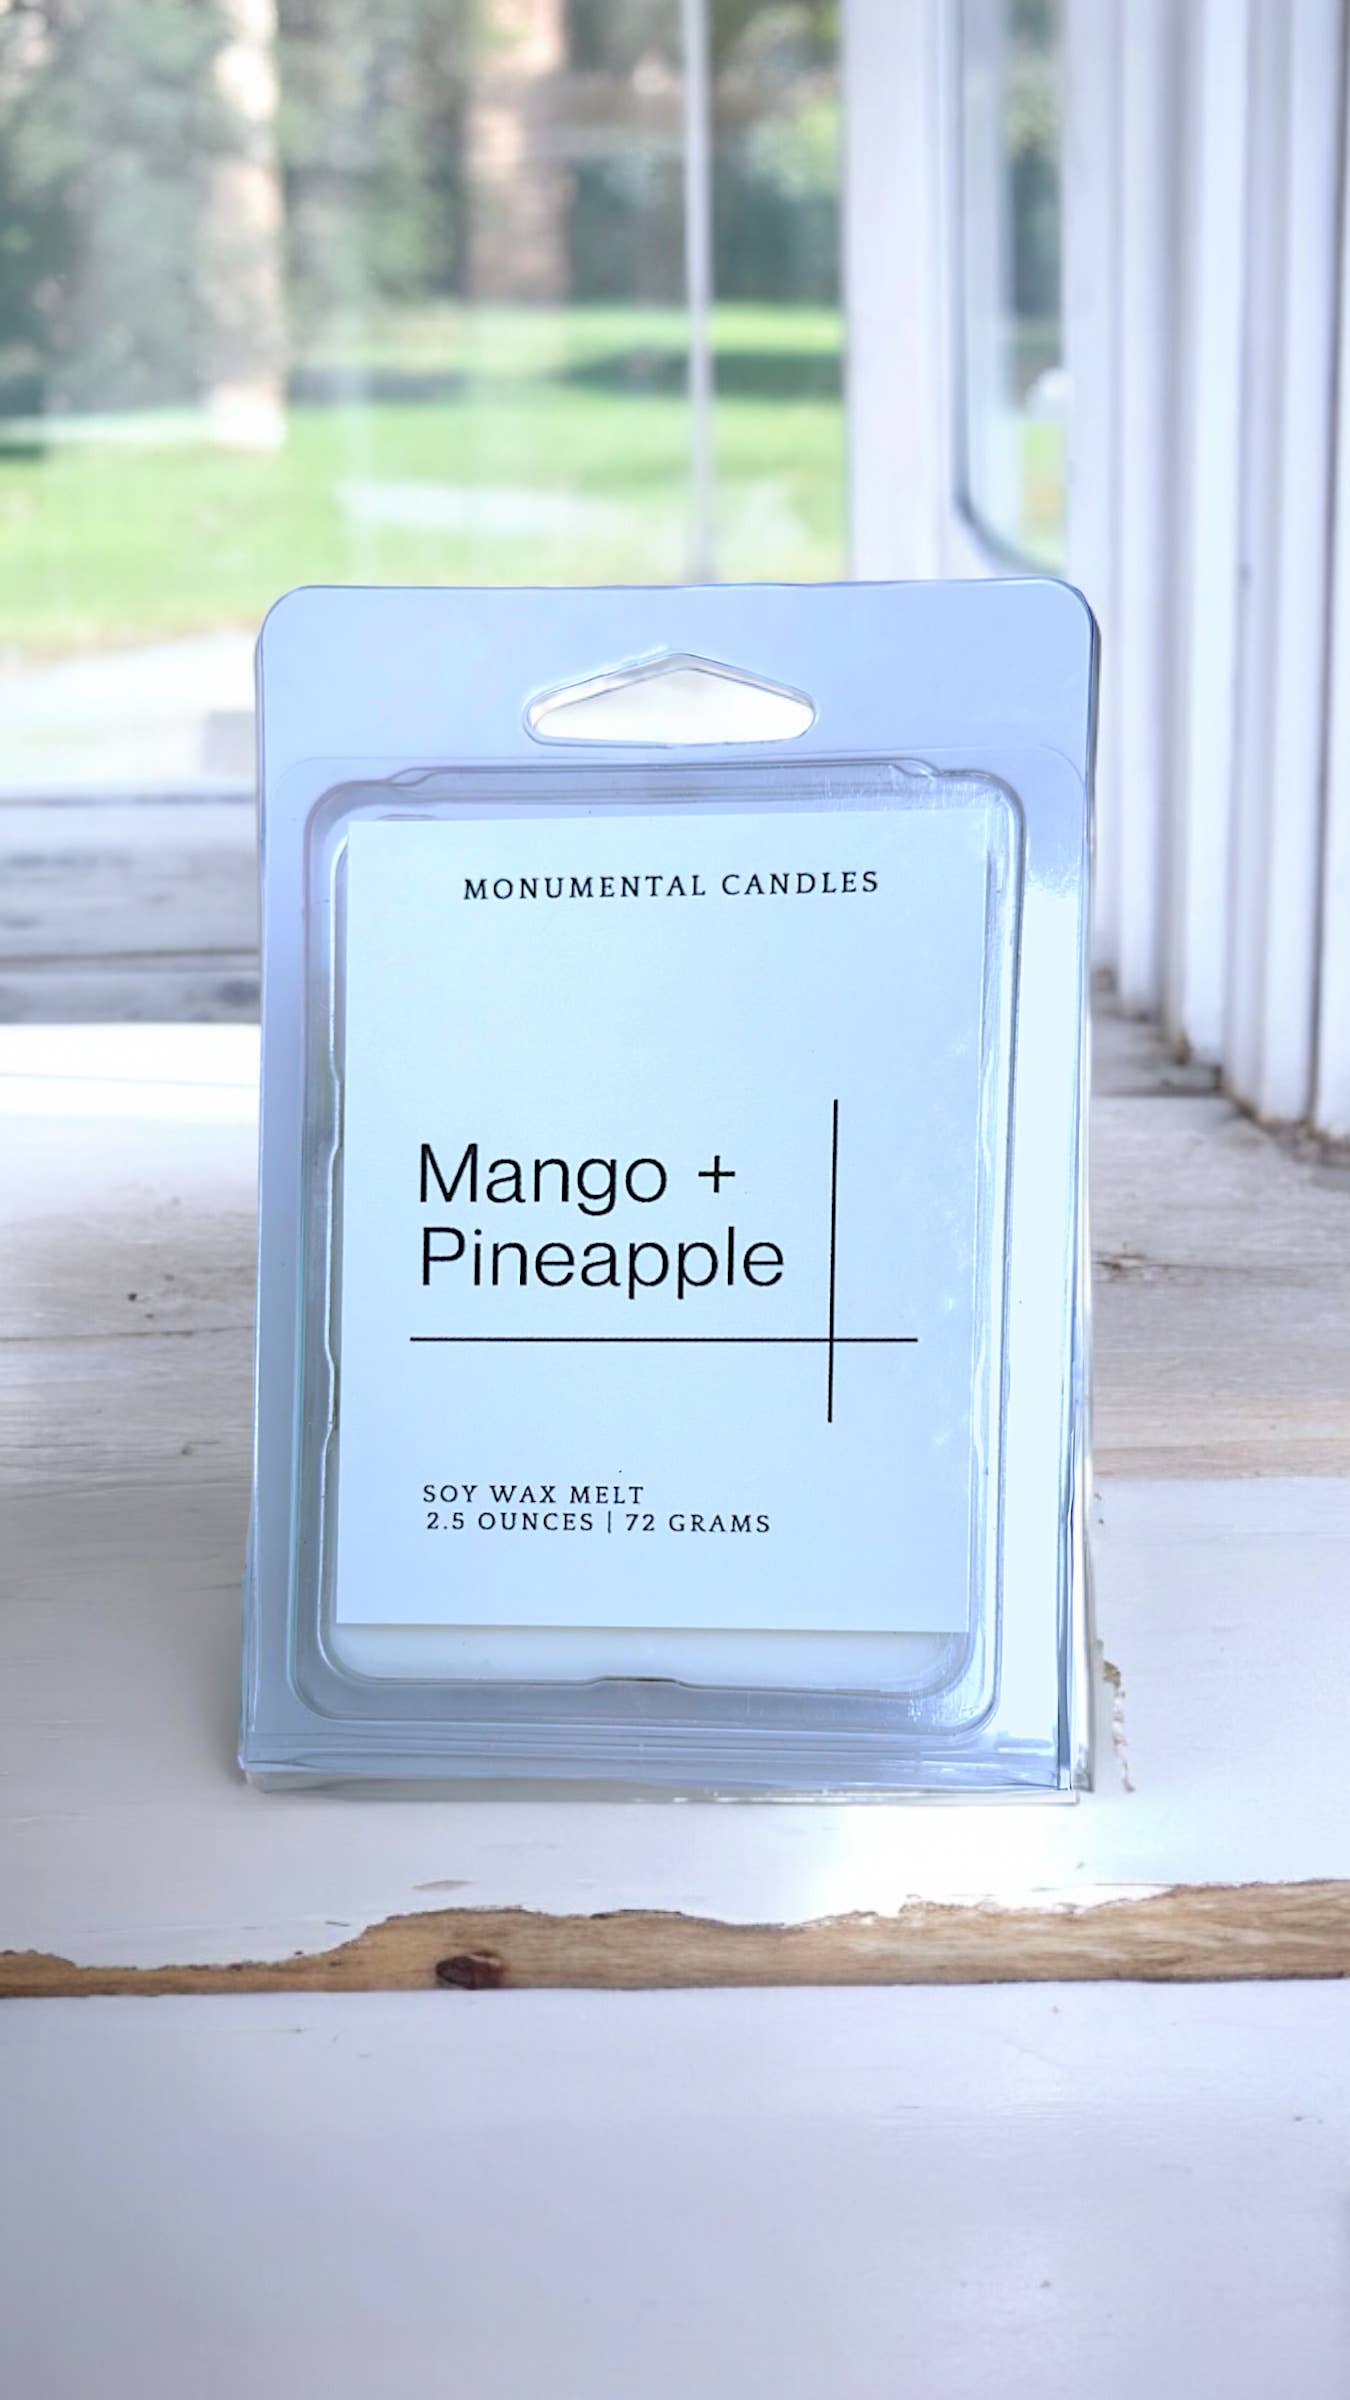 MONUMENTAL CANDLES
Mango +
Pineapple
SOY WAX MELT
2.5 OUNCES | 72 GRAMS